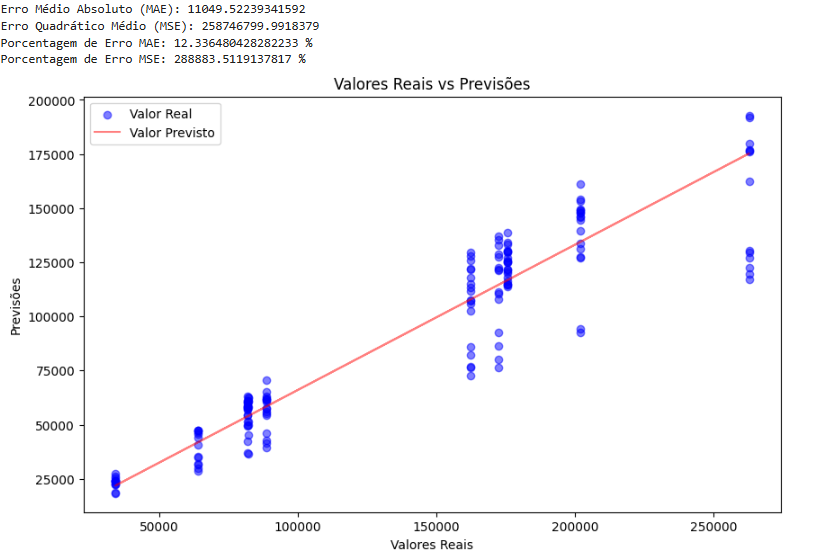 Erro Médio Absoluto (MAE): 11049.52239341592
Erro Quadrático Médio (MSE): 258746799.9918379
Porcentagem de Erro MAE: 12.336480428282233 %
Porcentagem de Erro MSE: 288883.5119137817 %
Valores Reais vs Previsões
Valor Real
Valor Previsto
200000
175000
150000
125000
100000
75000
50000
25000
Previsões
50000 100000 150000 200000 250000
Valores Reais